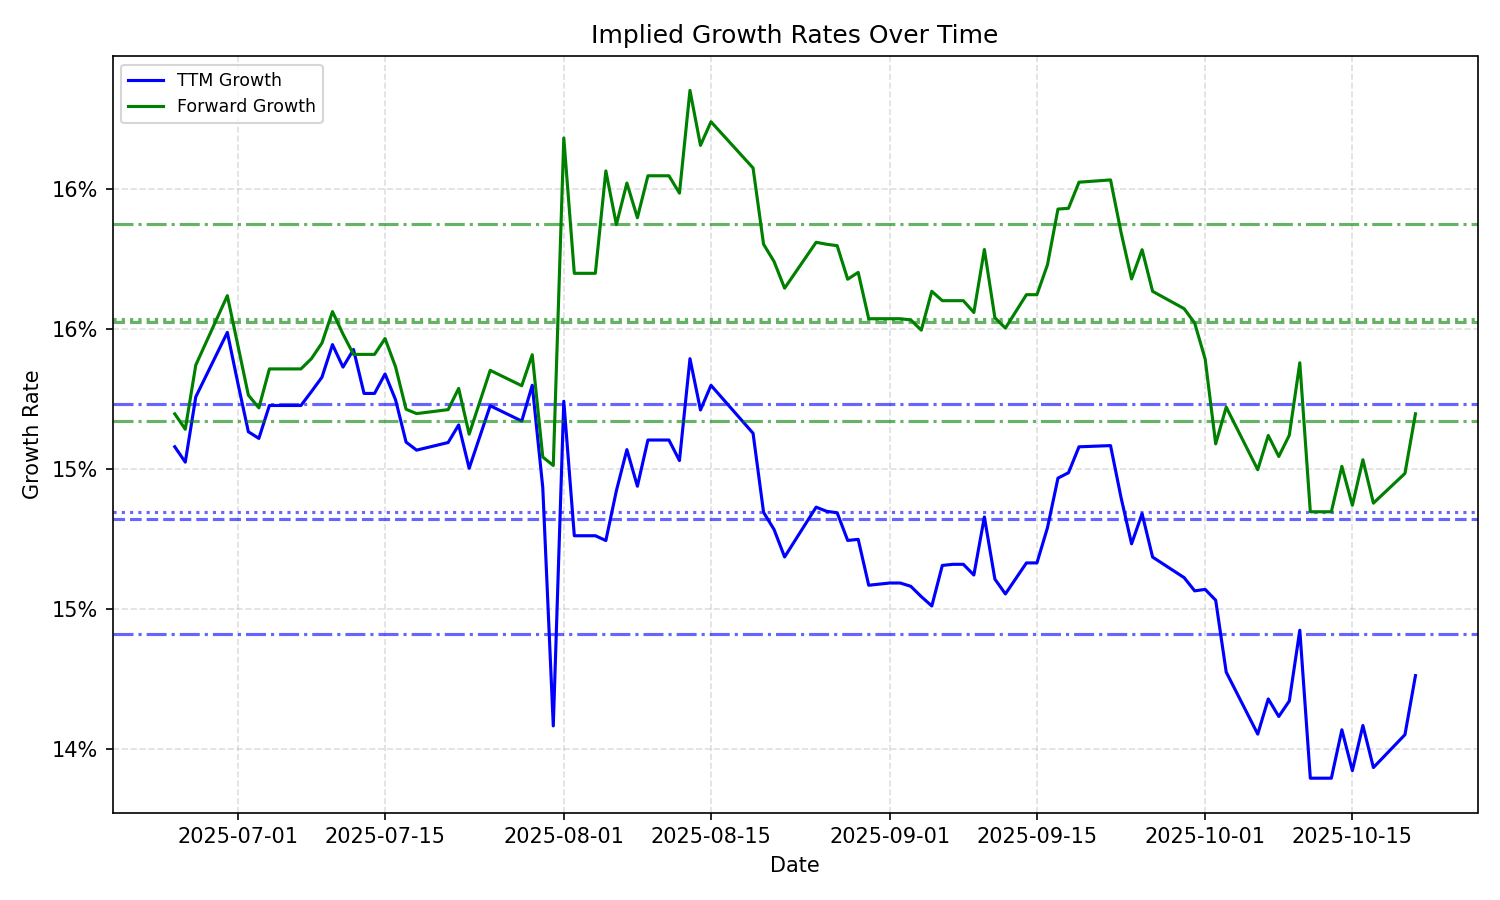 Implied Growth Rates Over Time
TTM Growth
Forward Growth
16%
16%
15%
15%
14%
Growth Rate
2025-07-01
2025-07-15
2025-08-01
2025-08-15
2025-09-01
2025-09-15
2025-10-01
2025-10-15
Date